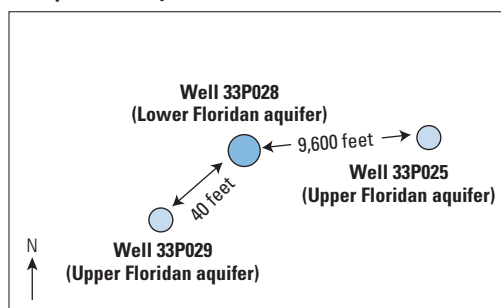 Well 33P028
(Lower Floridan aquifer)
9,600 feet
40 feet
Well 33P025
(Upper Floridan aquifer)
Well 33P029
(Upper Floridan aquifer)
N